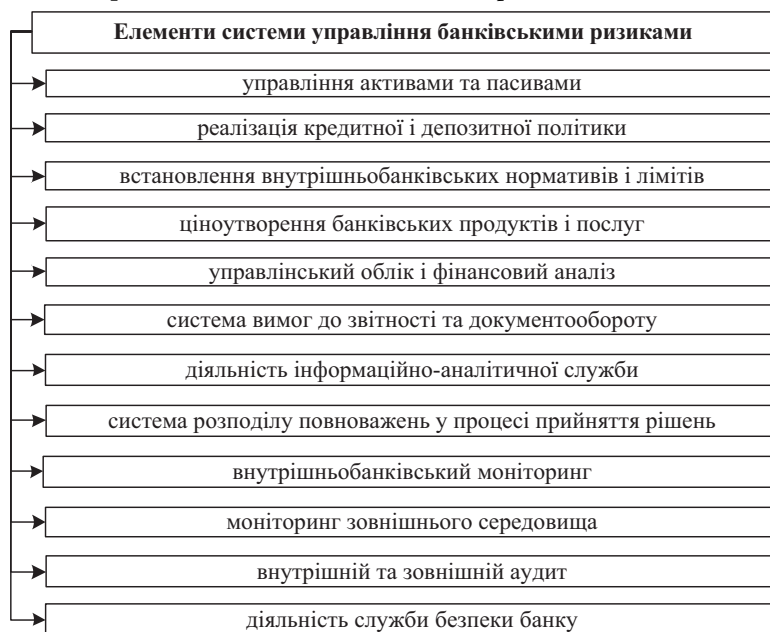 Елементи системи управління банківськими ризиками
управління активами та пасивами
реалізація кредитної і депозитної політики
встановлення внутрішньобанківських нормативів і лімітів
ціноутворення банківських продуктів і послуг
управлінський облік і фінансовий аналіз
система вимог до звітності та документообороту
діяльність інформаційно-аналітичної служби
система розподілу повноважень у процесі прийняття рішень
внутрішньобанківський моніторинг
моніторинг зовнішнього середовища
внутрішній та зовнішній аудит
діяльність служби безпеки банку